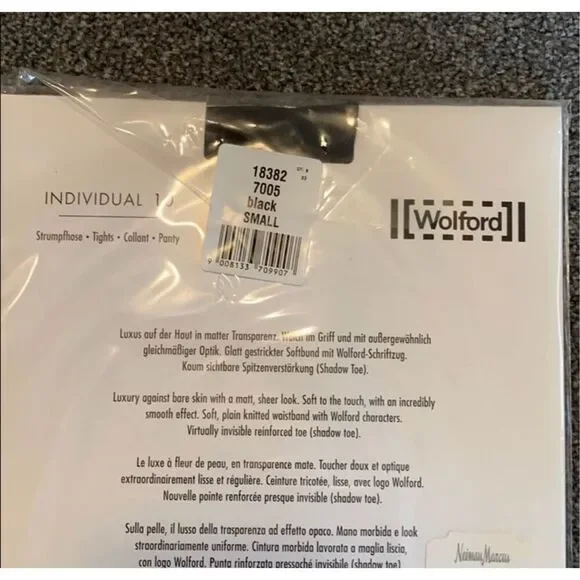 18382
7005
black
SMALL
9 008133 709907
INDIVIDUAL 10
[Wolford]
Strumpfhose • Tights • Collant • Panty
Luxus auf der Haut in matter Transparenz. Weich im Griff und mit außergewöhnlich
gleichmäßiger Optik. Glatt gestrickter Softbund mit Wolford-Schriftzug.
Kaum sichtbare Spitzenverstärkung (Shadow Toe).
Luxury against bare skin with a matt, sheer look. Soft to the touch, with an incredibly
smooth effect. Soft, plain knitted waistband with Wolford characters.
Virtually invisible reinforced toe (shadow toe).
Le luxe à fleur de peau, en transparence mate. Toucher doux et optique
extraordinairement lisse et régulière. Ceinture tricotée, lisse, avec logo Wolford.
Nouvelle pointe renforcée presque invisible (shadow toe).
Sulla pelle, il lusso della trasparenza ad effetto opaco. Mano morbida e look
straordinariamente uniforme. Cintura morbida lavorata a maglia liscia,
con logo Wolford. Punta rinforzata pressoché invisibile (shadow toe).
Neiman Marcus